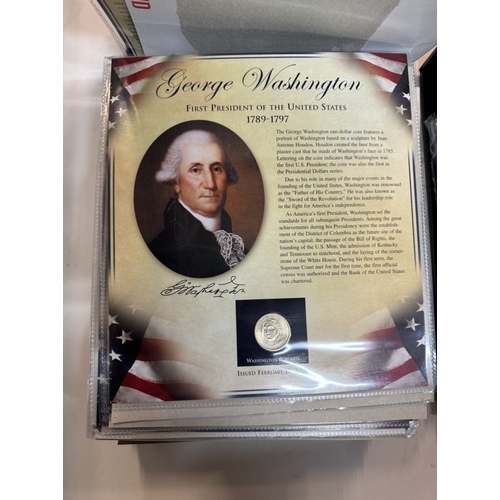 George Washington
FIRST PRESIDENT OF THE UNITED STATES
1789-1797
The George Washington one-dollar coin features a
portrait of Washington based on a sculpture by Jean-
Antoine Houdon. Houdon created the bust from a
plaster cast that he made of Washington's face in 1785.
Lettering on the coin indicates that Washington was
the first U.S. President; the coin was also the first in
the Presidential Dollars series.
Due to his role in many of the major events in the
founding of the United States, Washington was renowned
as the "Father of His Country." He was also known as
the "Sword of the Revolution" for his leadership role
in the fight for America's independence.
As America's first President, Washington set the
standards for all subsequent Presidents. Among the great
achievements during his Presidency were the establish-
ment of the District of Columbia as the future site of the
nation's capital, the passage of the Bill of Rights, the
founding of the U.S. Mint, the admission of Kentucky
and Tennessee to statehood, and the laying of the corner-
stone of the White House. During his first term, the
Supreme Court met for the first time, the first official
census was authorized and the Bank of the United States
was chartered.
G Washington
WASHINGTON
ISSUED FEBRUARY